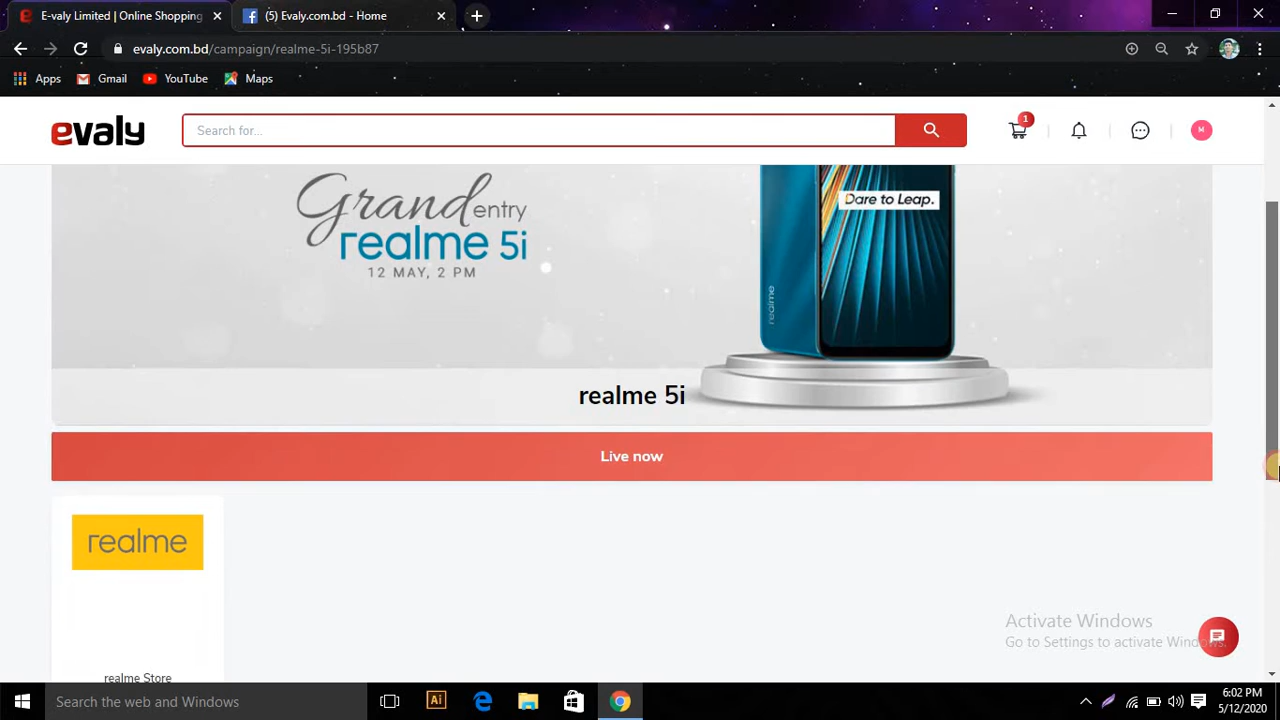 E-valy Limited | Online Shopping
(5) Evaly.com.bd - Home
evaly.com.bd/campaign/realme-5i-195b87
Apps
Gmail
YouTube
Maps
evaly
Search for...
1
M
Dare to Leap.
Grand entry
realme 5i
12 MAY, 2 PM
realme
realme 5i
Live now
realme
realme Store
Activate Windows
Go to Settings to activate Windows.
Search the web and Windows
Ai
6:02 PM
5/12/2020